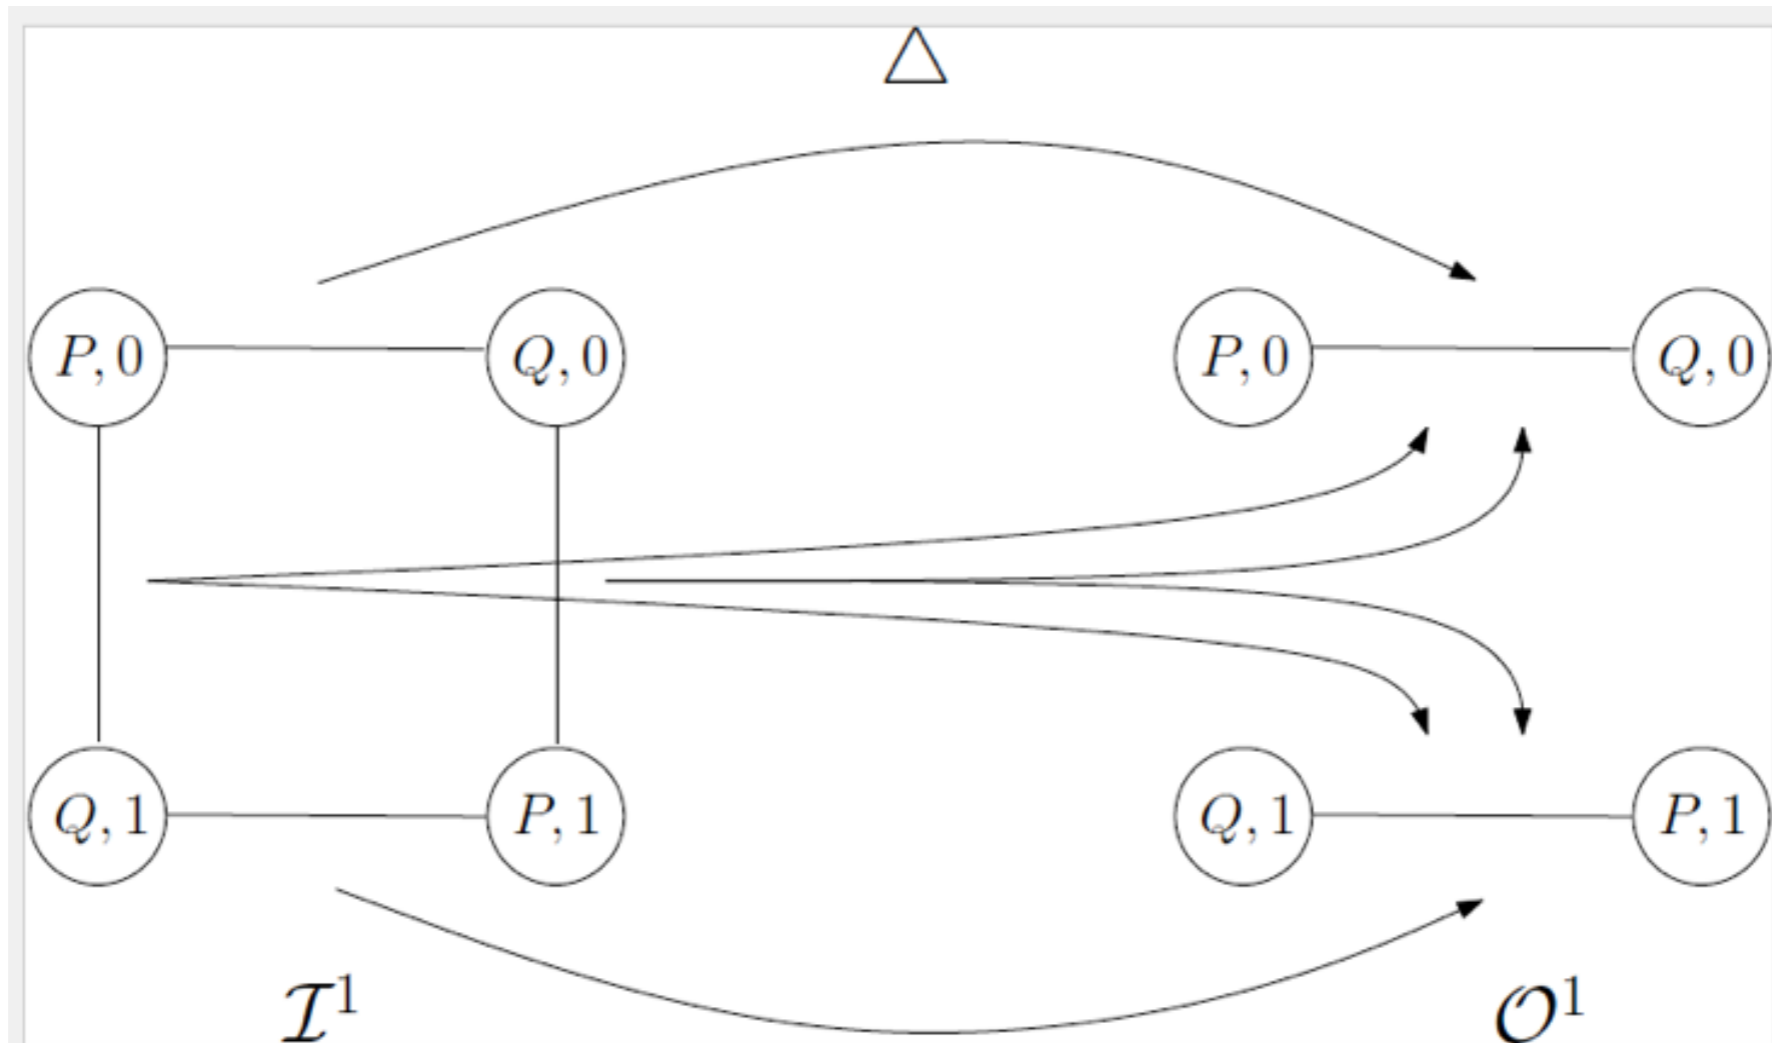 △
P, 0 Q, 0 P, 0 Q, 0
Q, 1 P, 1 Q, 1 P, 1
𝓘¹ 𝓞¹